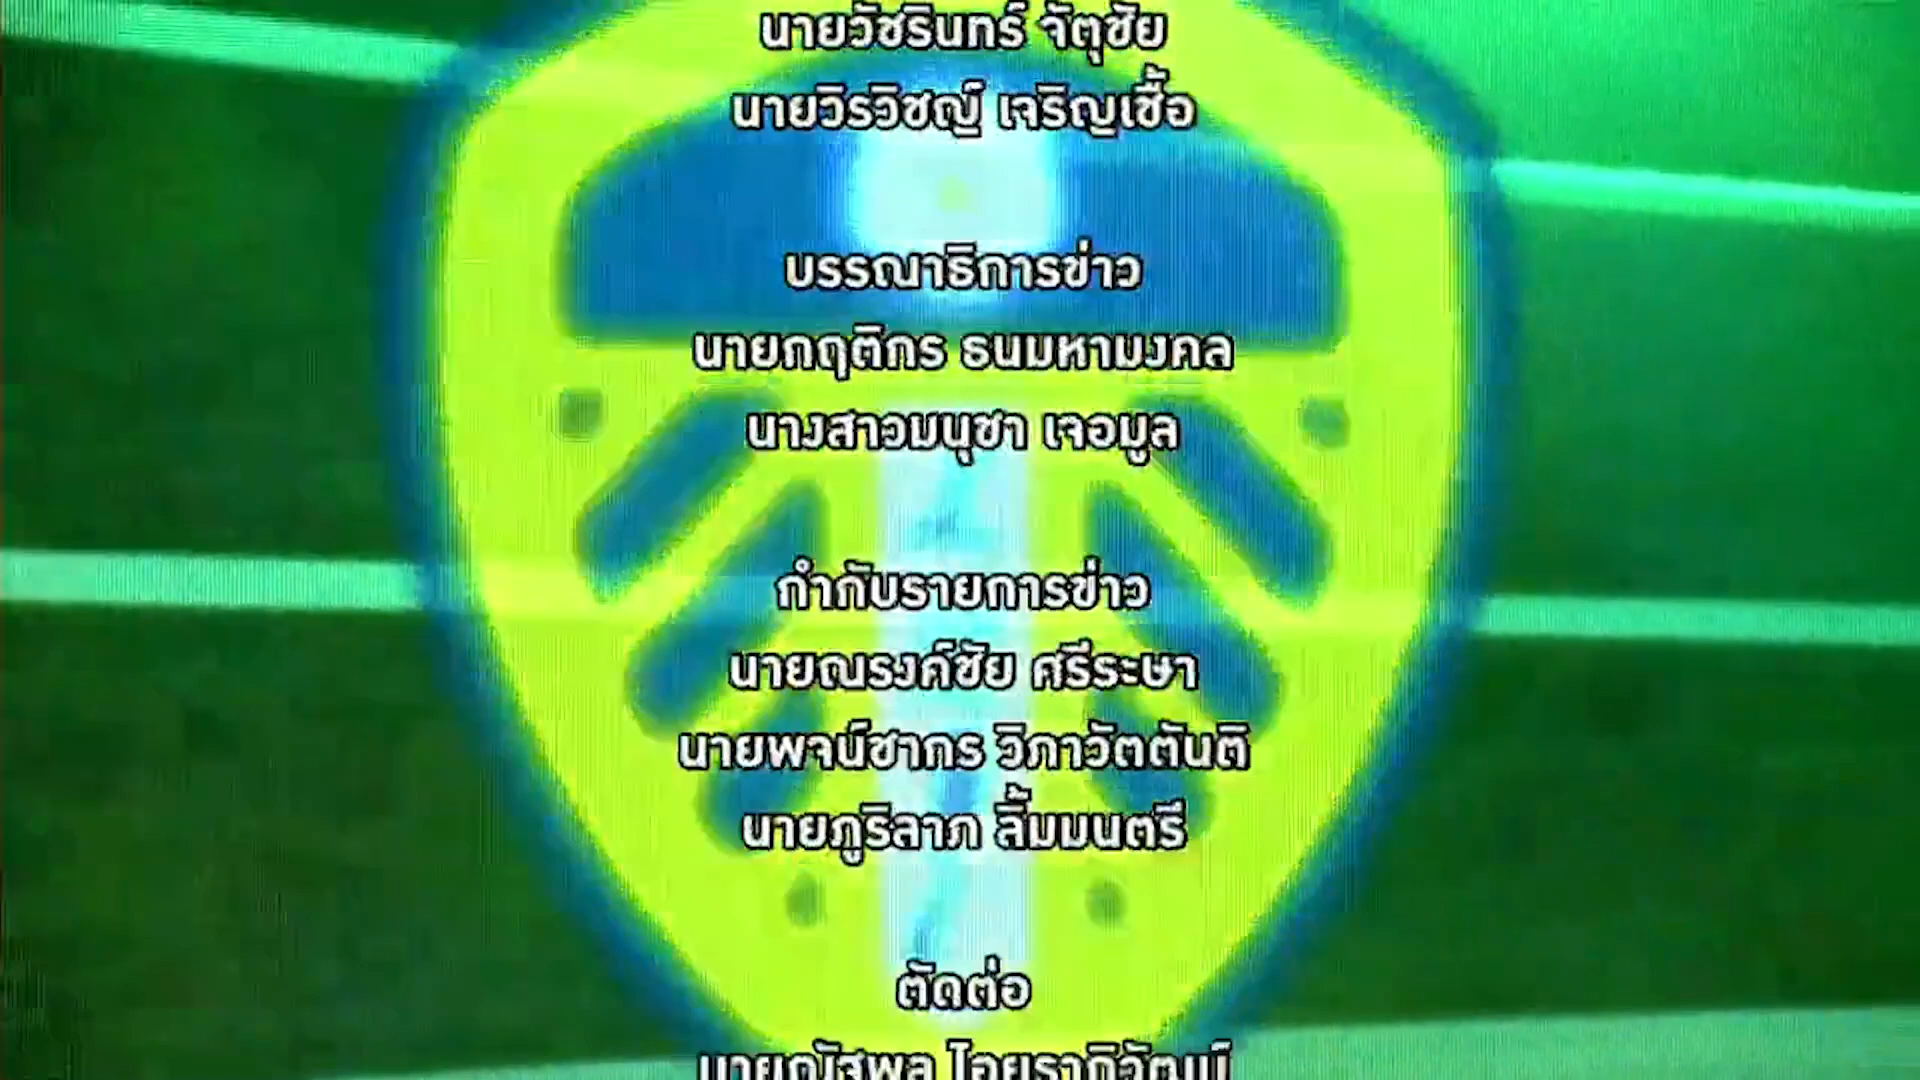 นายวัชรินทร์ จัตุชัย
นายวิรวิชญ์ เจริญเชื้อ
บรรณาธิการข่าว
นายกฤติกร ธนมหามงคล
นางสาวมนุชา เจอมูล
กำกับรายการข่าว
นายณรงค์ชัย ศรีระษา
นายพจน์ชากร วิภาวัตตันติ
นายภูริลาภ ลิ้มมนตรี
ตัดต่อ